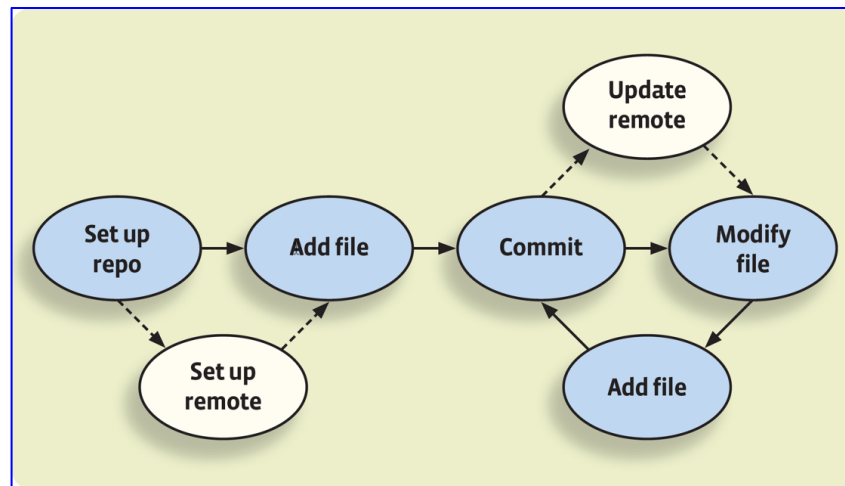 Update
remote
Set up
repo
Add file
Commit
Modify
file
Set up
remote
Add file